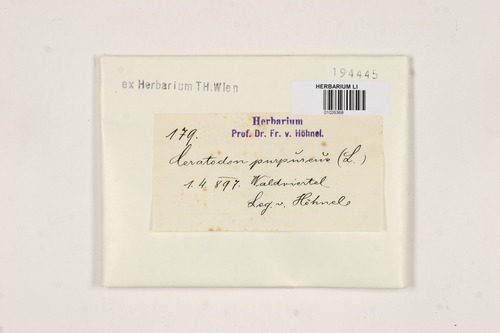 194445
ex Herbarium TH.Wien
HERBARIUM LI
Herbarium
Prof. Dr. Fr. v. Höhnel.
179.
Ceratodon purpureus (L.)
1.4. 897. Waldviertel
Leg. v. Höhnel